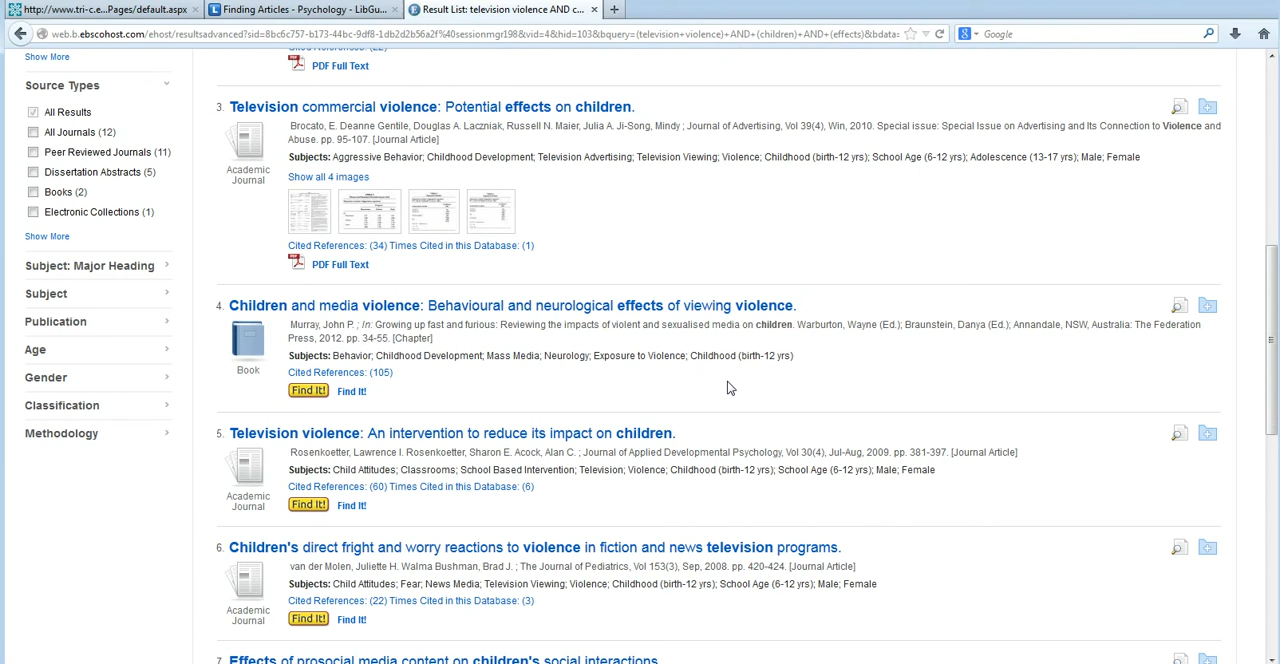 http://www.tri-c.e...Pages/default.aspx
Finding Articles - Psychology - LibGu...
Result List: television violence AND c...
web.b.ebscohost.com/ehost/resultsadvanced?sid=8bc6c757-b173-44bc-9df8-1db2d2b56a2f%40sessionmgr198&vid=4&hid=103&bquery=(television+violence)+AND+(children)+AND+(effects)&bdata=
Google
Show More
Source Types
All Results
All Journals (12)
Peer Reviewed Journals (11)
Dissertation Abstracts (5)
Books (2)
Electronic Collections (1)
Show More
Subject: Major Heading
Subject
Publication
Age
Gender
Classification
Methodology
Cited References: (22)
PDF Full Text
3. Television commercial violence: Potential effects on children.
Academic
Journal
Brocato, E. Deanne Gentile, Douglas A. Laczniak, Russell N. Maier, Julia A. Ji-Song, Mindy ; Journal of Advertising, Vol 39(4), Win, 2010. Special issue: Special Issue on Advertising and Its Connection to Violence and
Abuse. pp. 95-107. [Journal Article]
Subjects: Aggressive Behavior; Childhood Development; Television Advertising; Television Viewing; Violence; Childhood (birth-12 yrs); School Age (6-12 yrs); Adolescence (13-17 yrs); Male; Female
Show all 4 images
Cited References: (34) Times Cited in this Database: (1)
PDF Full Text
4. Children and media violence: Behavioural and neurological effects of viewing violence.
Book
Murray, John P. ; In: Growing up fast and furious: Reviewing the impacts of violent and sexualised media on children. Warburton, Wayne (Ed.); Braunstein, Danya (Ed.); Annandale, NSW, Australia: The Federation
Press, 2012. pp. 34-55. [Chapter]
Subjects: Behavior; Childhood Development; Mass Media; Neurology; Exposure to Violence; Childhood (birth-12 yrs)
Cited References: (105)
Find It! Find It!
5. Television violence: An intervention to reduce its impact on children.
Academic
Journal
Rosenkoetter, Lawrence I. Rosenkoetter, Sharon E. Acock, Alan C. ; Journal of Applied Developmental Psychology, Vol 30(4), Jul-Aug, 2009. pp. 381-397. [Journal Article]
Subjects: Child Attitudes; Classrooms; School Based Intervention; Television; Violence; Childhood (birth-12 yrs); School Age (6-12 yrs); Male; Female
Cited References: (60) Times Cited in this Database: (6)
Find It! Find It!
6. Children's direct fright and worry reactions to violence in fiction and news television programs.
Academic
Journal
van der Molen, Juliette H. Walma Bushman, Brad J. ; The Journal of Pediatrics, Vol 153(3), Sep, 2008. pp. 420-424. [Journal Article]
Subjects: Child Attitudes; Fear; News Media; Television Viewing; Violence; Childhood (birth-12 yrs); School Age (6-12 yrs); Male; Female
Cited References: (22) Times Cited in this Database: (3)
Find It! Find It!
7. Effects of prosocial media content on children's social interactions.